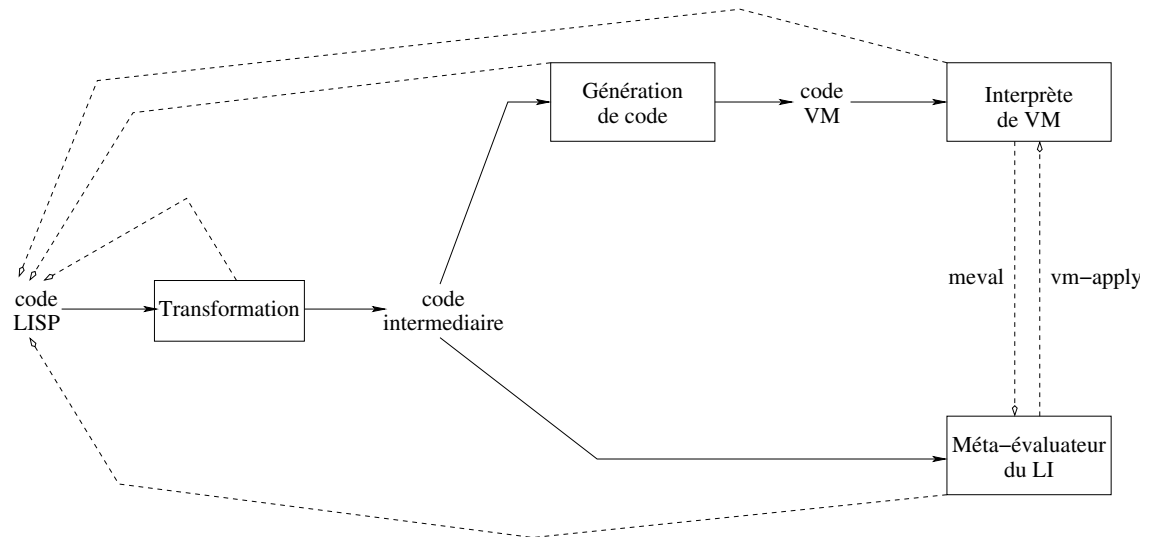 Génération
de code
code
VM
Interprète
de VM
meval
vm−apply
code
LISP
Transformation
code
intermediaire
Méta−évaluateur
du LI